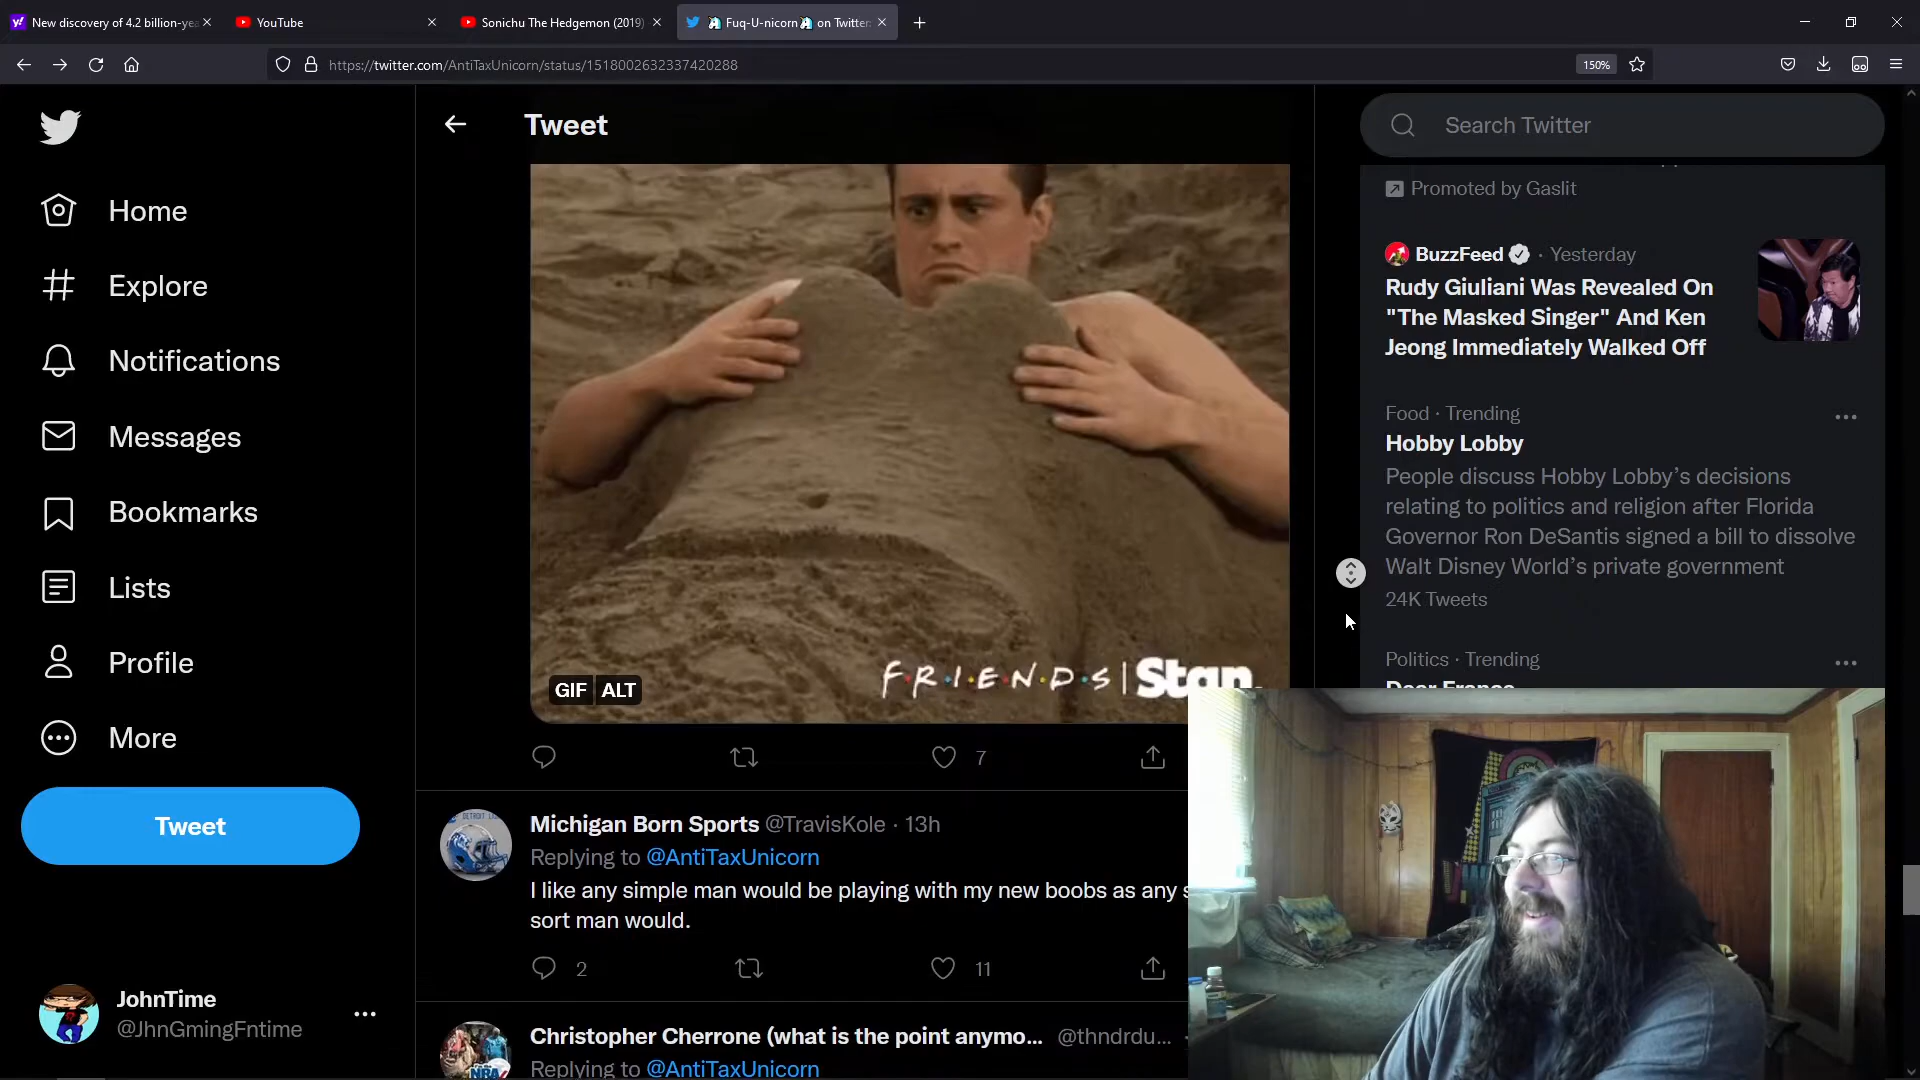 New discovery of 4.2 billion-yea
YouTube
Sonichu The Hedgemon (2019)
Fuq-U-nicorn on Twitter:
https://twitter.com/AntiTaxUnicorn/status/1518002632337420288
150%
Home
Explore
Notifications
Messages
Bookmarks
Lists
Profile
More
Tweet
JohnTime
@JhnGmingFntime
Tweet
F·R·I·E·N·D·S | Stan.
GIF ALT
7
Michigan Born Sports @TravisKole · 13h
Replying to @AntiTaxUnicorn
I like any simple man would be playing with my new boobs as any s
sort man would.
2
11
Christopher Cherrone (what is the point anymo... @thndrdu... ·
Replying to @AntiTaxUnicorn
Search Twitter
Promoted by Gaslit
BuzzFeed · Yesterday
Rudy Giuliani Was Revealed On
"The Masked Singer" And Ken
Jeong Immediately Walked Off
Food · Trending
Hobby Lobby
People discuss Hobby Lobby's decisions
relating to politics and religion after Florida
Governor Ron DeSantis signed a bill to dissolve
Walt Disney World's private government
24K Tweets
Politics · Trending
Dear France